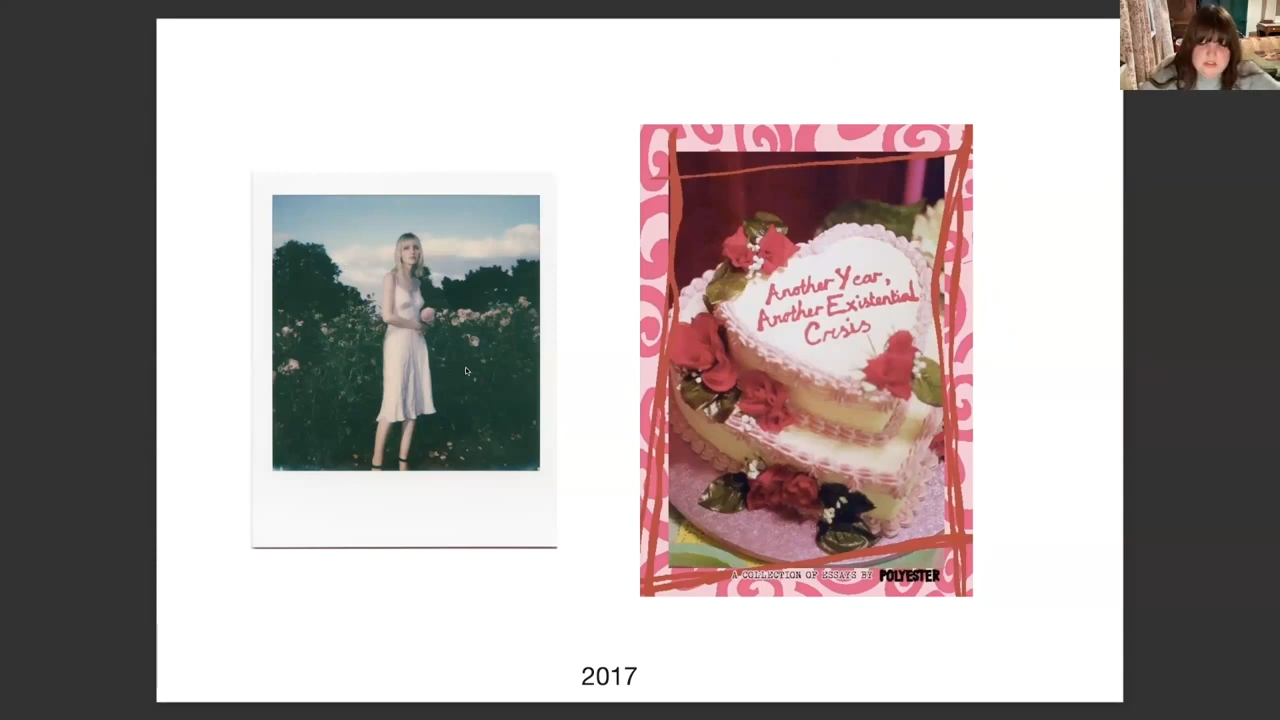 Another Year,
Another Existential
Crisis
A COLLECTION OF ESSAYS BY POLYESTER
2017